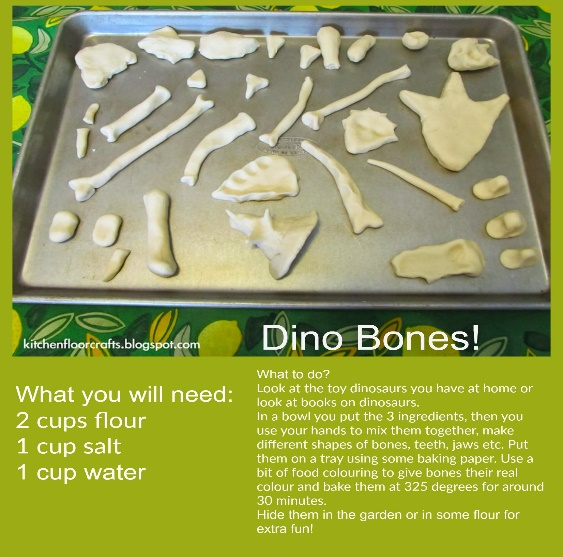 kitchenfloorcrafts.blogspot.com
Dino Bones!
What you will need:
2 cups flour
1 cup salt
1 cup water
What to do?
Look at the toy dinosaurs you have at home or
look at books on dinosaurs.
In a bowl you put the 3 ingredients, then you
use your hands to mix them together, make
different shapes of bones, teeth, jaws etc. Put
them on a tray using some baking paper. Use a
bit of food colouring to give bones their real
colour and bake them at 325 degrees for around
30 minutes.
Hide them in the garden or in some flour for
extra fun!